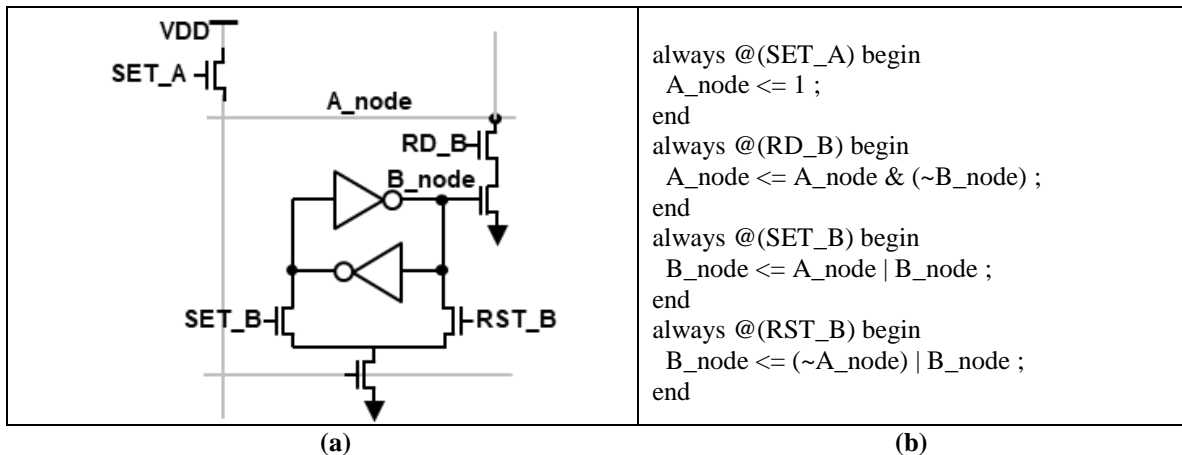 VDD
SET_A
A_node
RD_B
B_node
SET_B
RST_B
always @(SET_A) begin
A_node <= 1 ;
end
always @(RD_B) begin
A_node <= A_node & (~B_node) ;
end
always @(SET_B) begin
B_node <= A_node | B_node ;
end
always @(RST_B) begin
B_node <= (~A_node) | B_node ;
end
(a)
(b)